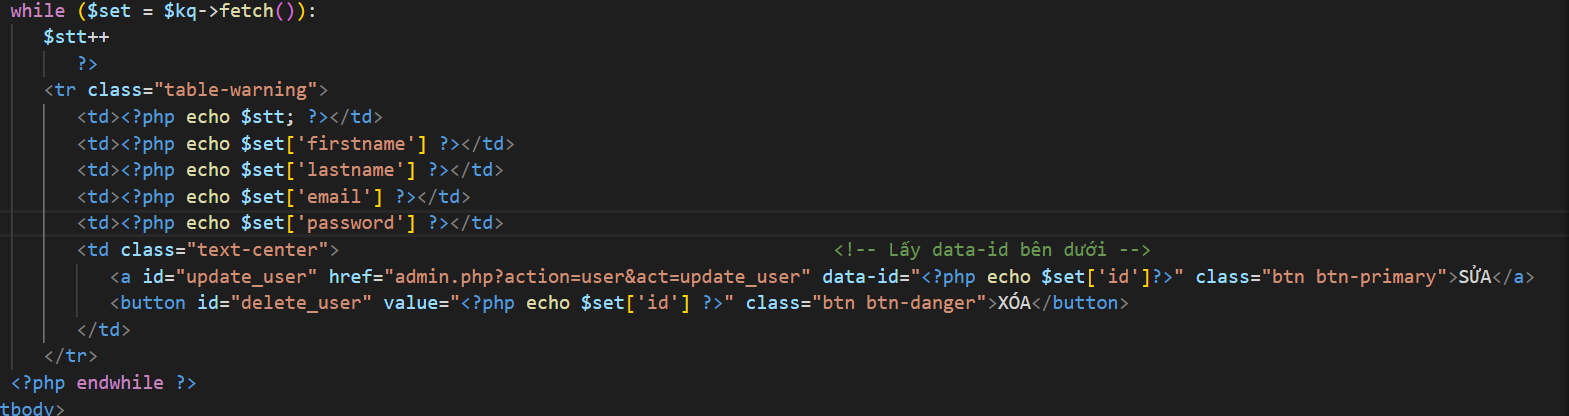 while ($set = $kq->fetch()):
$stt++
?>
<tr class="table-warning">
<td><?php echo $stt; ?></td>
<td><?php echo $set['firstname'] ?></td>
<td><?php echo $set['lastname'] ?></td>
<td><?php echo $set['email'] ?></td>
<td><?php echo $set['password'] ?></td>
<td class="text-center"> <!-- Lấy data-id bên dưới -->
<a id="update_user" href="admin.php?action=user&act=update_user" data-id="<?php echo $set['id']?>" class="btn btn-primary">SỬA</a>
<button id="delete_user" value="<?php echo $set['id'] ?>" class="btn btn-danger">XÓA</button>
</td>
</tr>
<?php endwhile ?>
tbody>